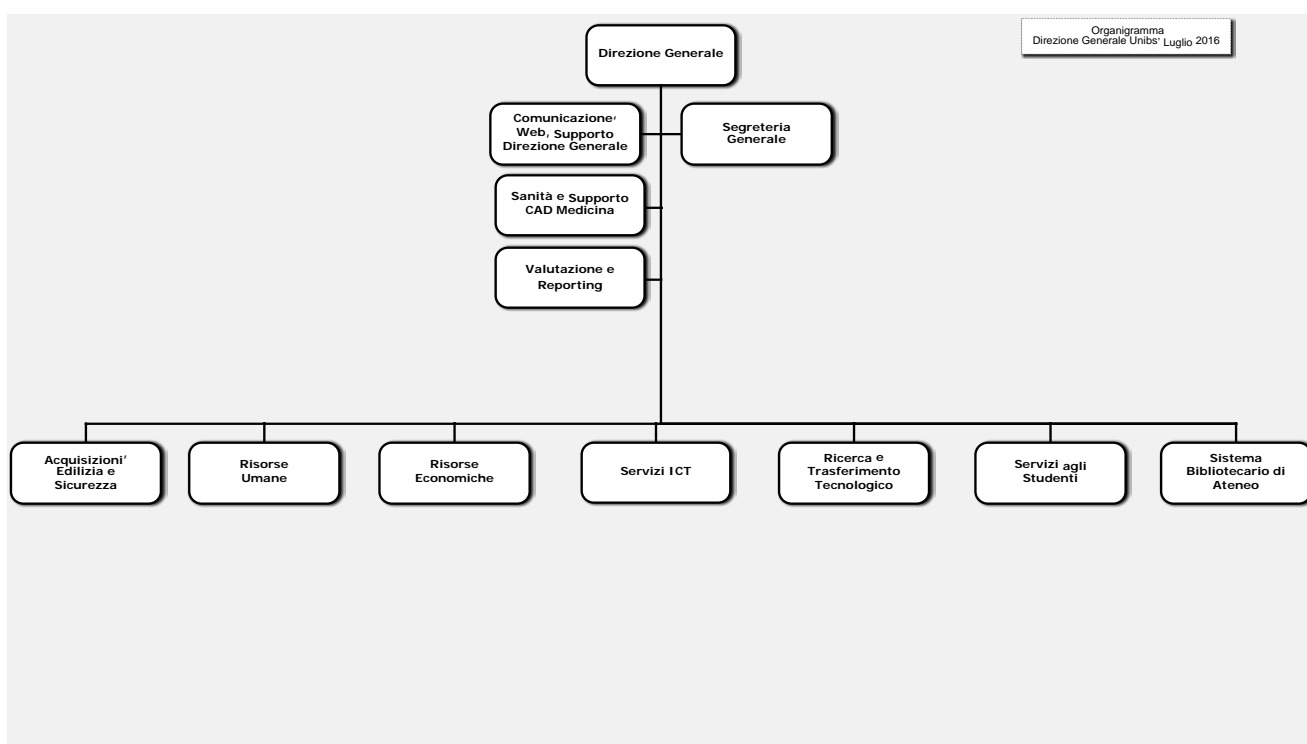 Organigramma
Direzione Generale Unibs, Luglio 2016
Direzione Generale
Comunicazione,
Web, Supporto
Direzione Generale
Segreteria
Generale
Sanità e Supporto
CAD Medicina
Valutazione e
Reporting
Acquisizioni,
Edilizia e
Sicurezza
Risorse
Umane
Risorse
Economiche
Servizi ICT
Ricerca e
Trasferimento
Tecnologico
Servizi agli
Studenti
Sistema
Bibliotecario di
Ateneo